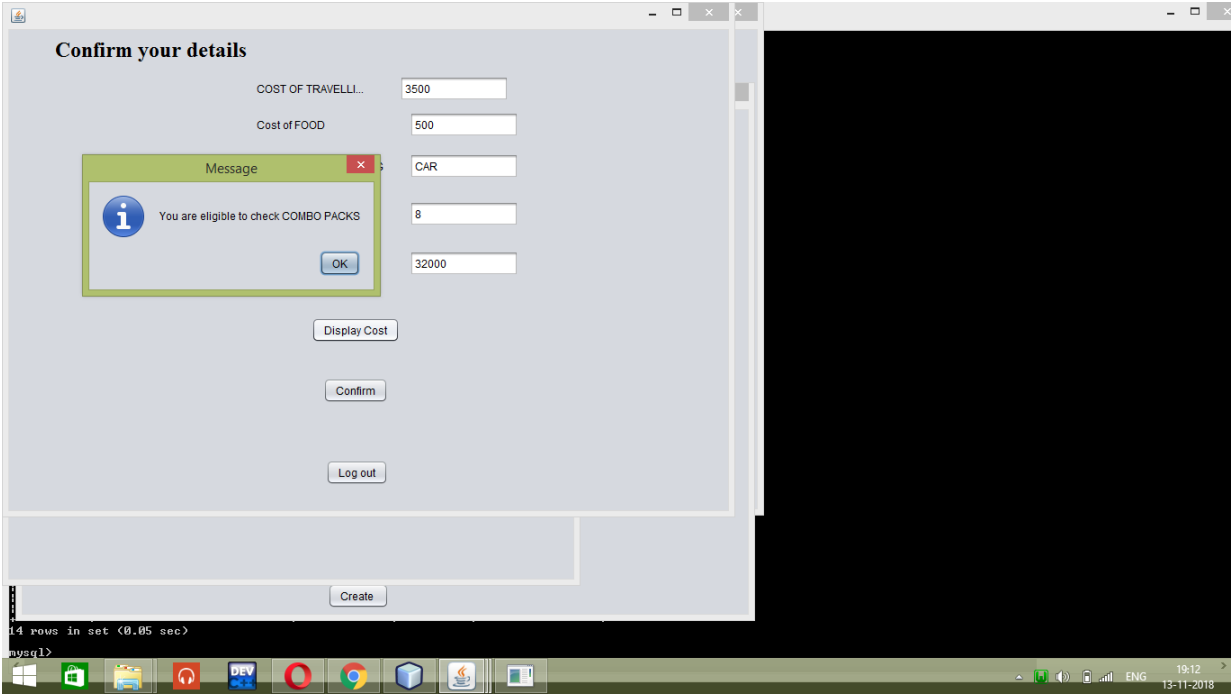 Confirm your details
COST OF TRAVELLI... 3500
Cost of FOOD 500
CAR
Message
You are eligible to check COMBO PACKS
8
OK
32000
Display Cost
Confirm
Log out
Create
14 rows in set (0.05 sec)
mysql>
DEV
C++
ENG
19:12
13-11-2018